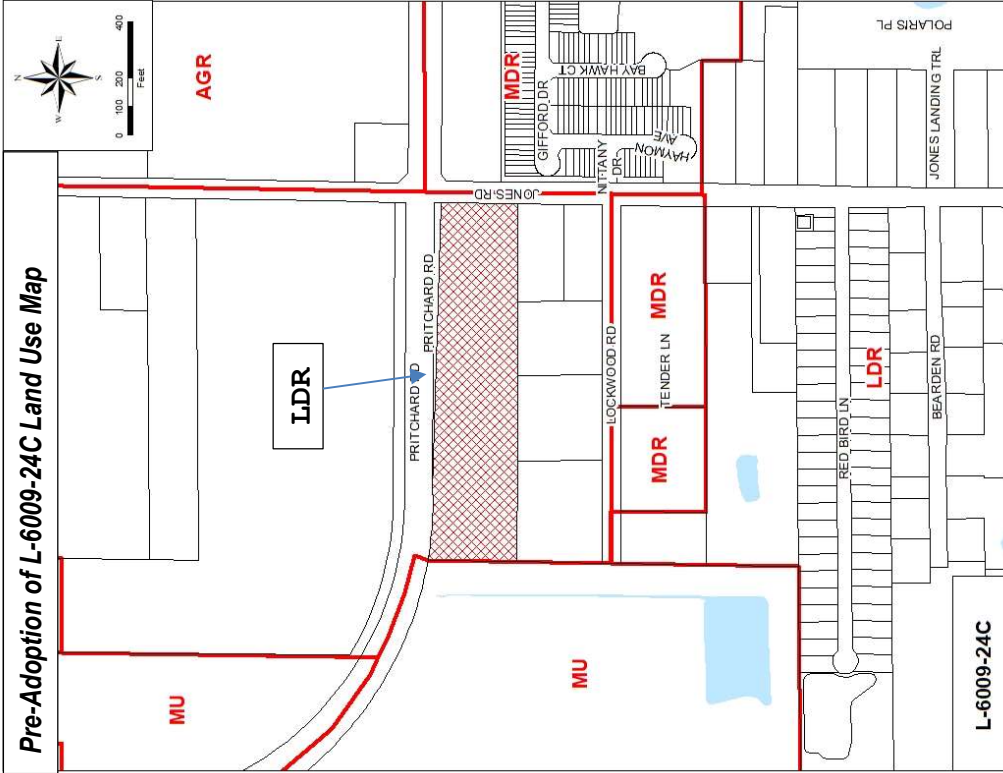 Pre-Adoption of L-6009-24C Land Use Map
N
W
E
S
0
100
200
400
Feet
AGR
MU
LDR
PRITCHARD RD
PRITCHARD RD
JONES RD
MDR
GIFFORD DR
BAY HAWK CT
NITTANY
DR
HAYMON
AVE
MU
LOCKWOOD RD
TENDER LN
MDR
MDR
POLARIS PL
JONES LANDING TRL
RED BIRD LN
LDR
BEARDEN RD
L-6009-24C